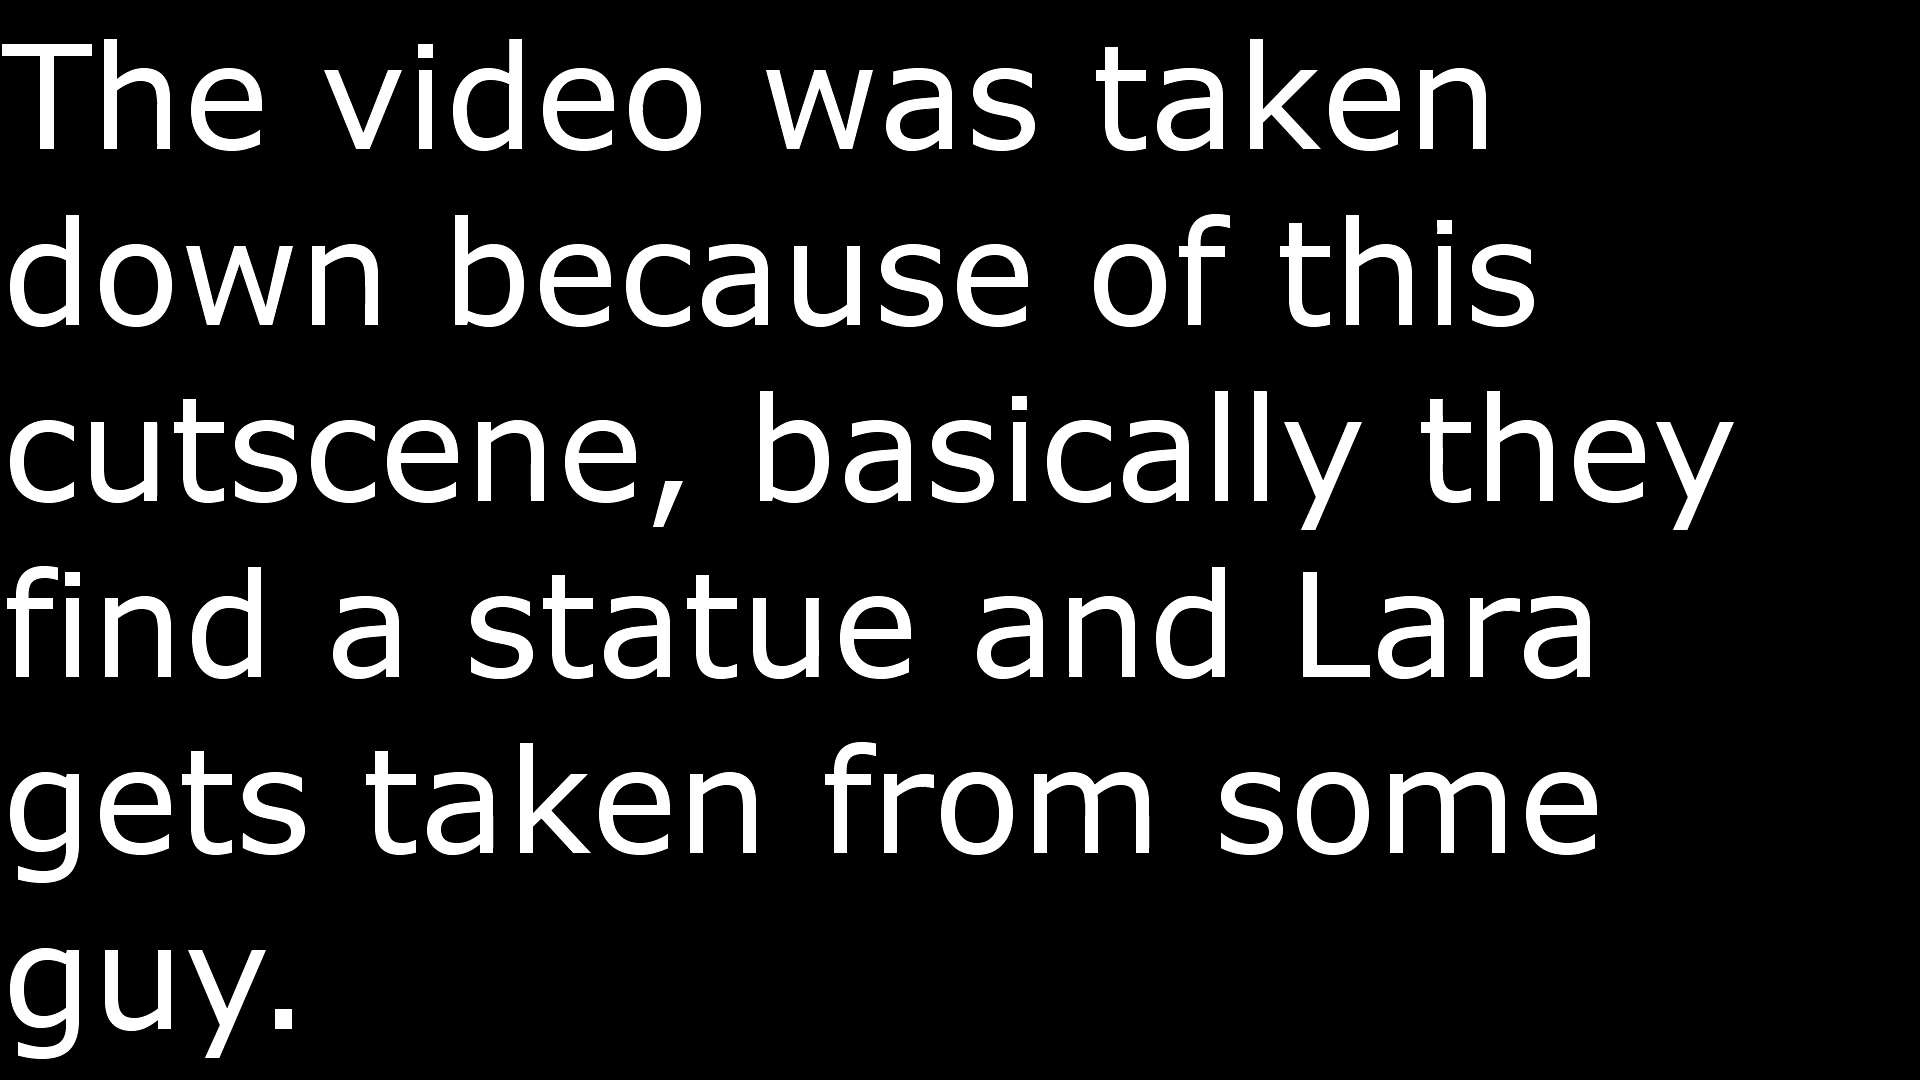 The video was taken
down because of this
cutscene, basically they
find a statue and Lara
gets taken from some
guy.